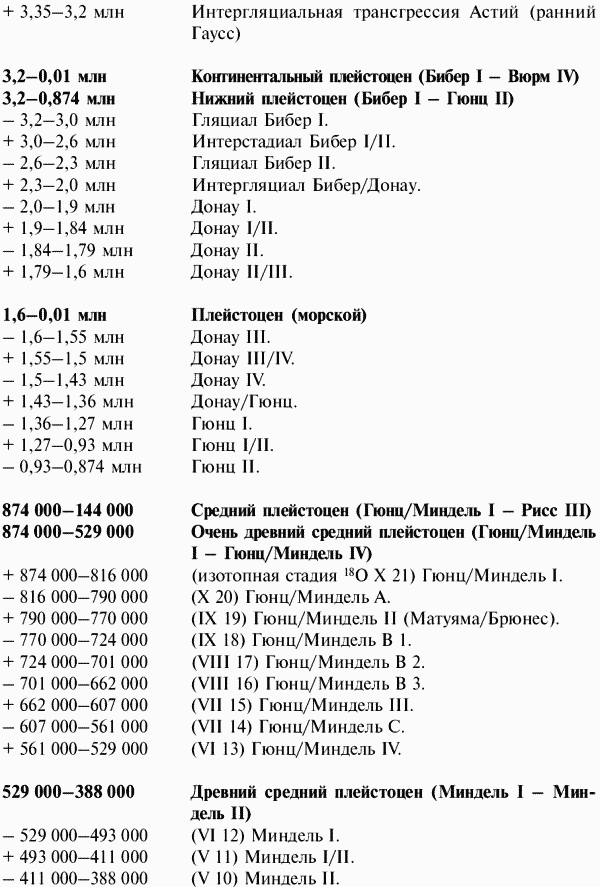 + 3,35—3,2 млн Интергляциальная трансгрессия Астий (ранний
Гаусс)
3,2—0,01 млн Континентальный плейстоцен (Бибер I — Вюрм IV)
3,2—0,874 млн Нижний плейстоцен (Бибер I — Гюнц II)
— 3,2—3,0 млн Гляциал Бибер I.
+ 3,0—2,6 млн Интерстадиал Бибер I/II.
— 2,6—2,3 млн Гляциал Бибер II.
+ 2,3—2,0 млн Интергляциал Бибер/Донау.
— 2,0—1,9 млн Донау I.
+ 1,9—1,84 млн Донау I/II.
— 1,84—1,79 млн Донау II.
+ 1,79—1,6 млн Донау II/III.
1,6—0,01 млн Плейстоцен (морской)
— 1,6—1,55 млн Донау III.
+ 1,55—1,5 млн Донау III/IV.
— 1,5—1,43 млн Донау IV.
+ 1,43—1,36 млн Донау/Гюнц.
— 1,36—1,27 млн Гюнц I.
+ 1,27—0,93 млн Гюнц I/II.
— 0,93—0,874 млн Гюнц II.
874 000—144 000 Средний плейстоцен (Гюнц/Миндель I — Рисс III)
874 000—529 000 Очень древний средний плейстоцен (Гюнц/Миндель
I — Гюнц/Миндель IV)
+ 874 000—816 000 (изотопная стадия ¹⁸O X 21) Гюнц/Миндель I.
— 816 000—790 000 (X 20) Гюнц/Миндель А.
+ 790 000—770 000 (IX 19) Гюнц/Миндель II (Матуяма/Брюнес).
— 770 000—724 000 (IX 18) Гюнц/Миндель В 1.
+ 724 000—701 000 (VIII 17) Гюнц/Миндель В 2.
— 701 000—662 000 (VIII 16) Гюнц/Миндель В 3.
+ 662 000—607 000 (VII 15) Гюнц/Миндель III.
— 607 000—561 000 (VII 14) Гюнц/Миндель С.
+ 561 000—529 000 (VI 13) Гюнц/Миндель IV.
529 000—388 000 Древний средний плейстоцен (Миндель I — Мин-
дель II)
— 529 000—493 000 (VI 12) Миндель I.
+ 493 000—411 000 (V 11) Миндель I/II.
— 411 000—388 000 (V 10) Миндель II.